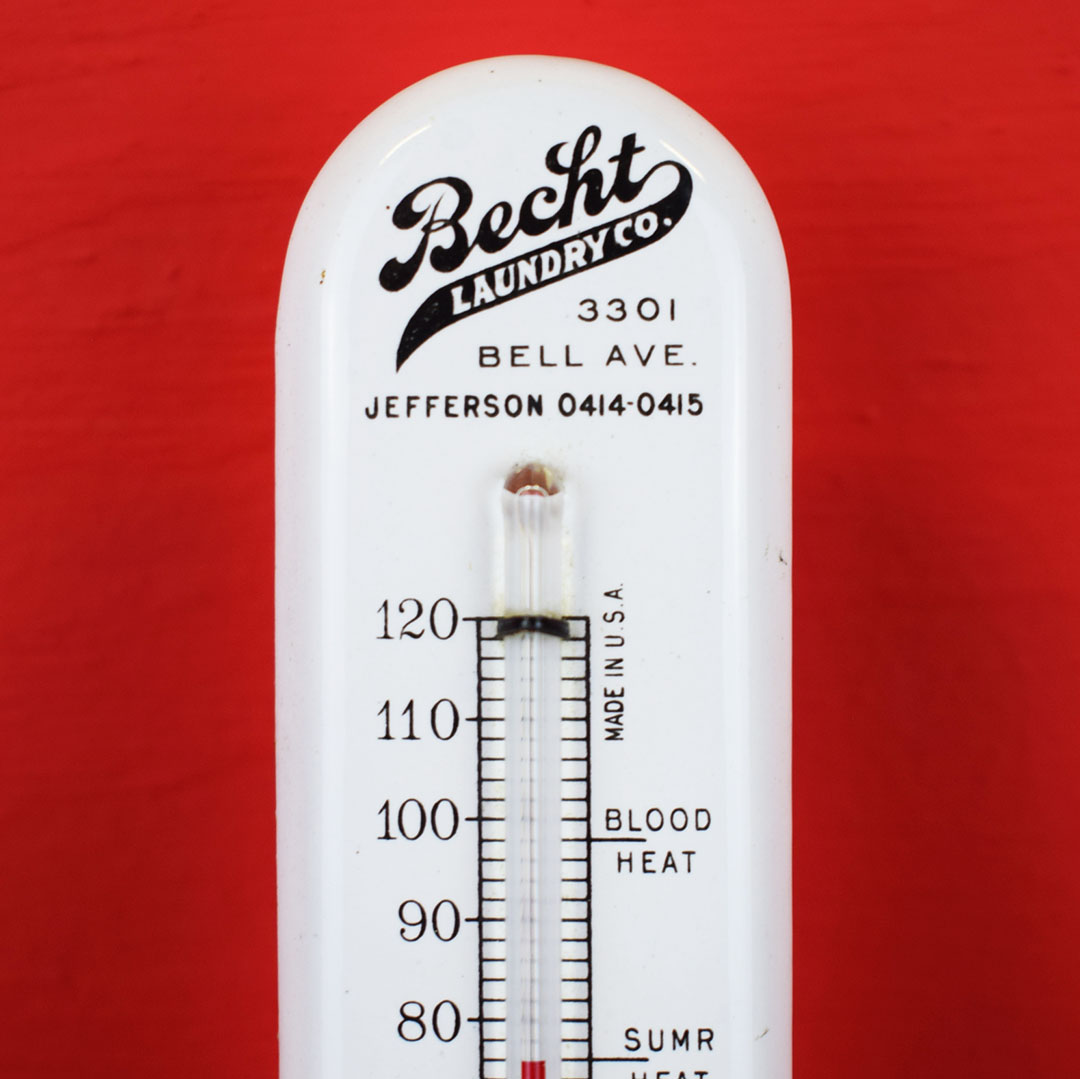 Becht
LAUNDRY CO.
3301
BELL AVE.
JEFFERSON 0414-0415
120
MADE IN U.S.A.
110
100
BLOOD
HEAT
90
80
SUMR
HEAT